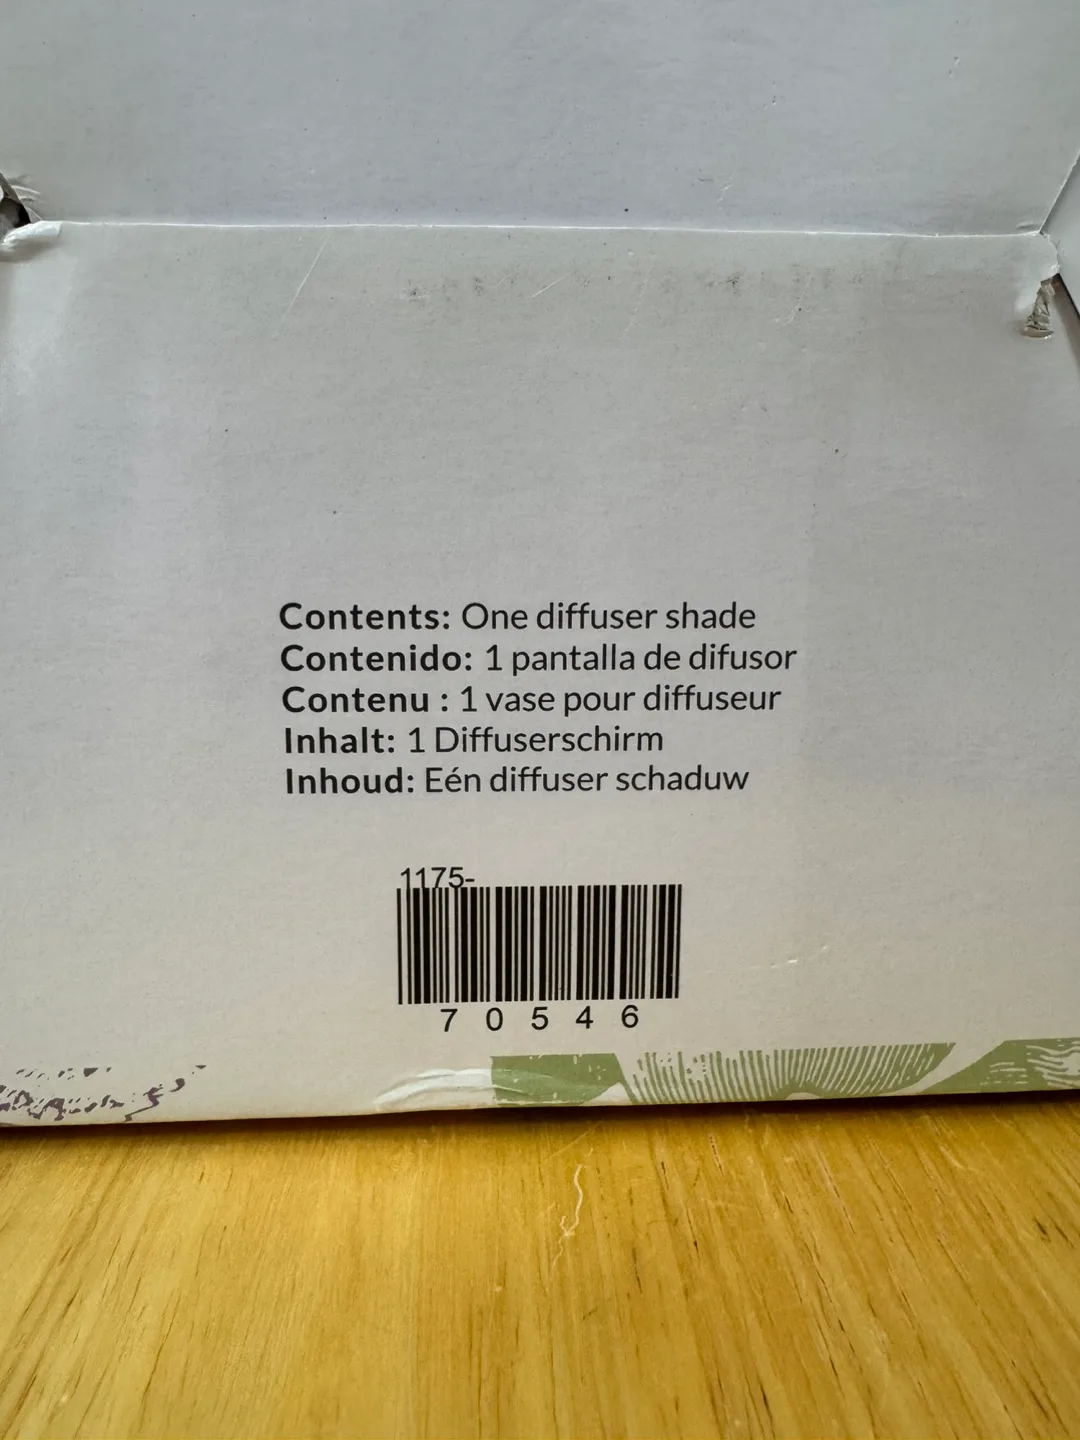 Contents: One diffuser shade
Contenido: 1 pantalla de difusor
Contenu : 1 vase pour diffuseur
Inhalt: 1 Diffuserschirm
Inhoud: Eén diffuser schaduw
1175-
7 0 5 4 6